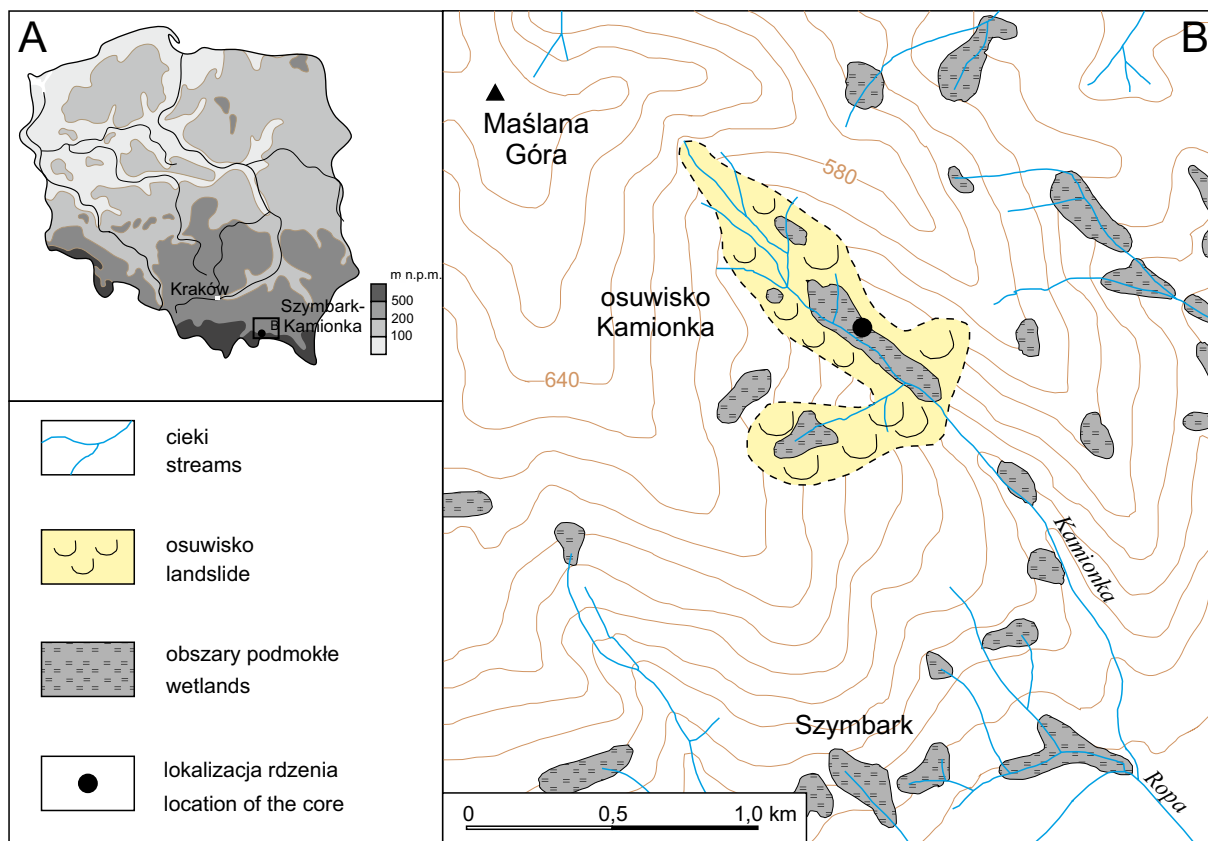 A
Kraków
Szymbark-
Kamionka
B
m n.p.m.
500
200
100
cieki
streams
osuwisko
landslide
obszary podmokłe
wetlands
lokalizacja rdzenia
location of the core
B
Maślana
Góra
580
osuwisko
Kamionka
640
Kamionka
Szymbark
Ropa
0 0,5 1,0 km